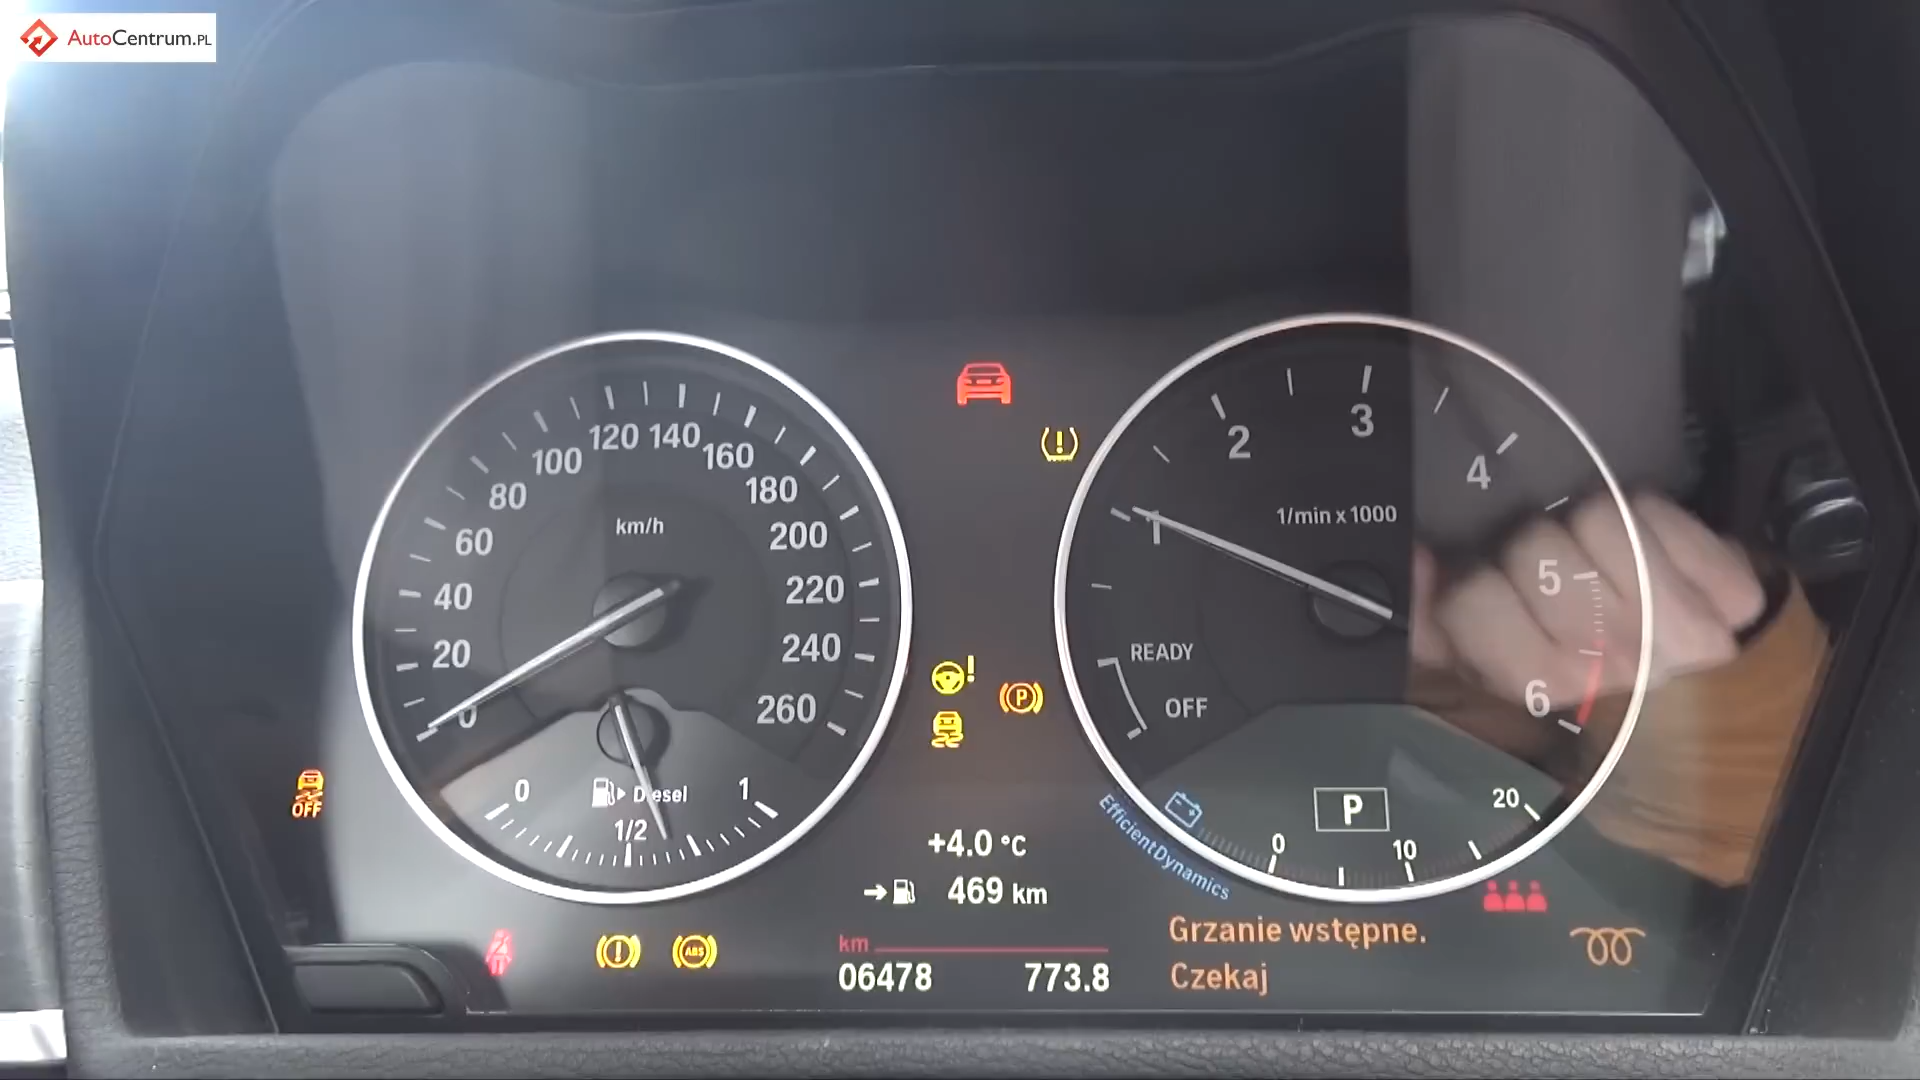 AutoCentrum.PL
km/h
0
20
40
60
80
100
120
140
160
180
200
220
240
260
0
1/2
1
Diesel
OFF
!
ABS
!
!
P
+4.0 °C
469 km
km
06478 773.8
1/min x 1000
1
2
3
4
5
6
READY
OFF
EfficientDynamics
P
0
10
20
Grzanie wstępne.
Czekaj